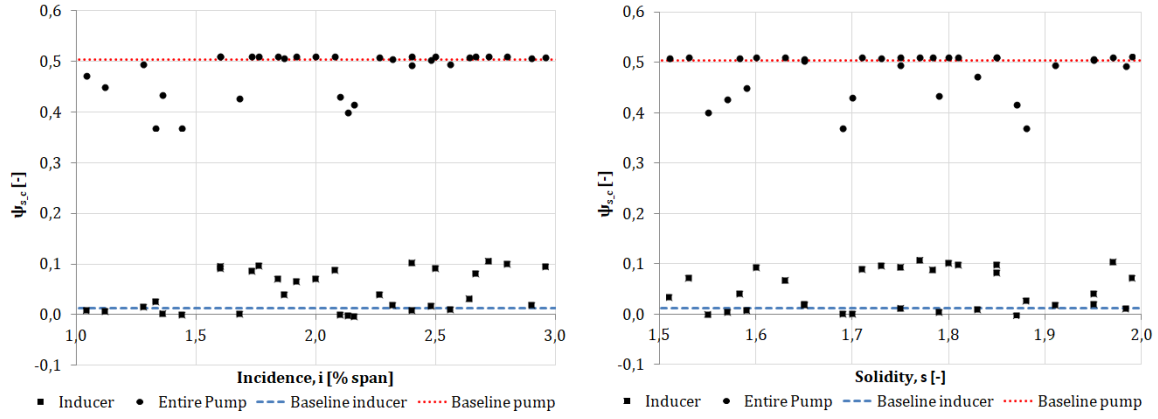 0,6
0,5
0,4
0,3
0,2
0,1
0,0
-0,1
Ψs_c [-]
1,0 1,5 2,0 2,5 3,0
Incidence, i [% span]
Inducer Entire Pump Baseline inducer Baseline pump
0,6
0,5
0,4
0,3
0,2
0,1
0,0
-0,1
Ψs_c [-]
1,5 1,6 1,7 1,8 1,9 2,0
Solidity, s [-]
Inducer Entire Pump Baseline inducer Baseline pump